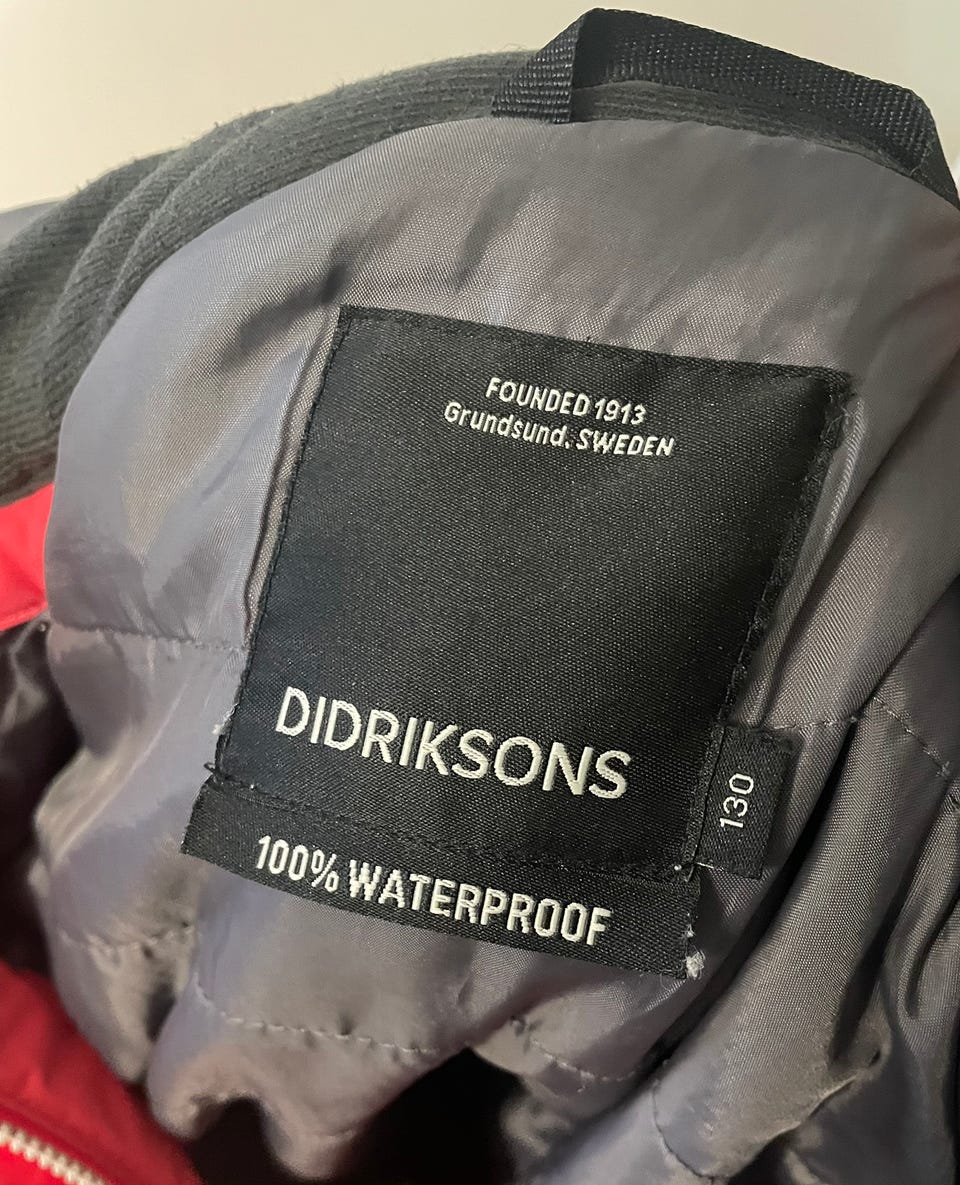 FOUNDED 1913
Grundsund. SWEDEN
DIDRIKSONS
130
100% WATERPROOF